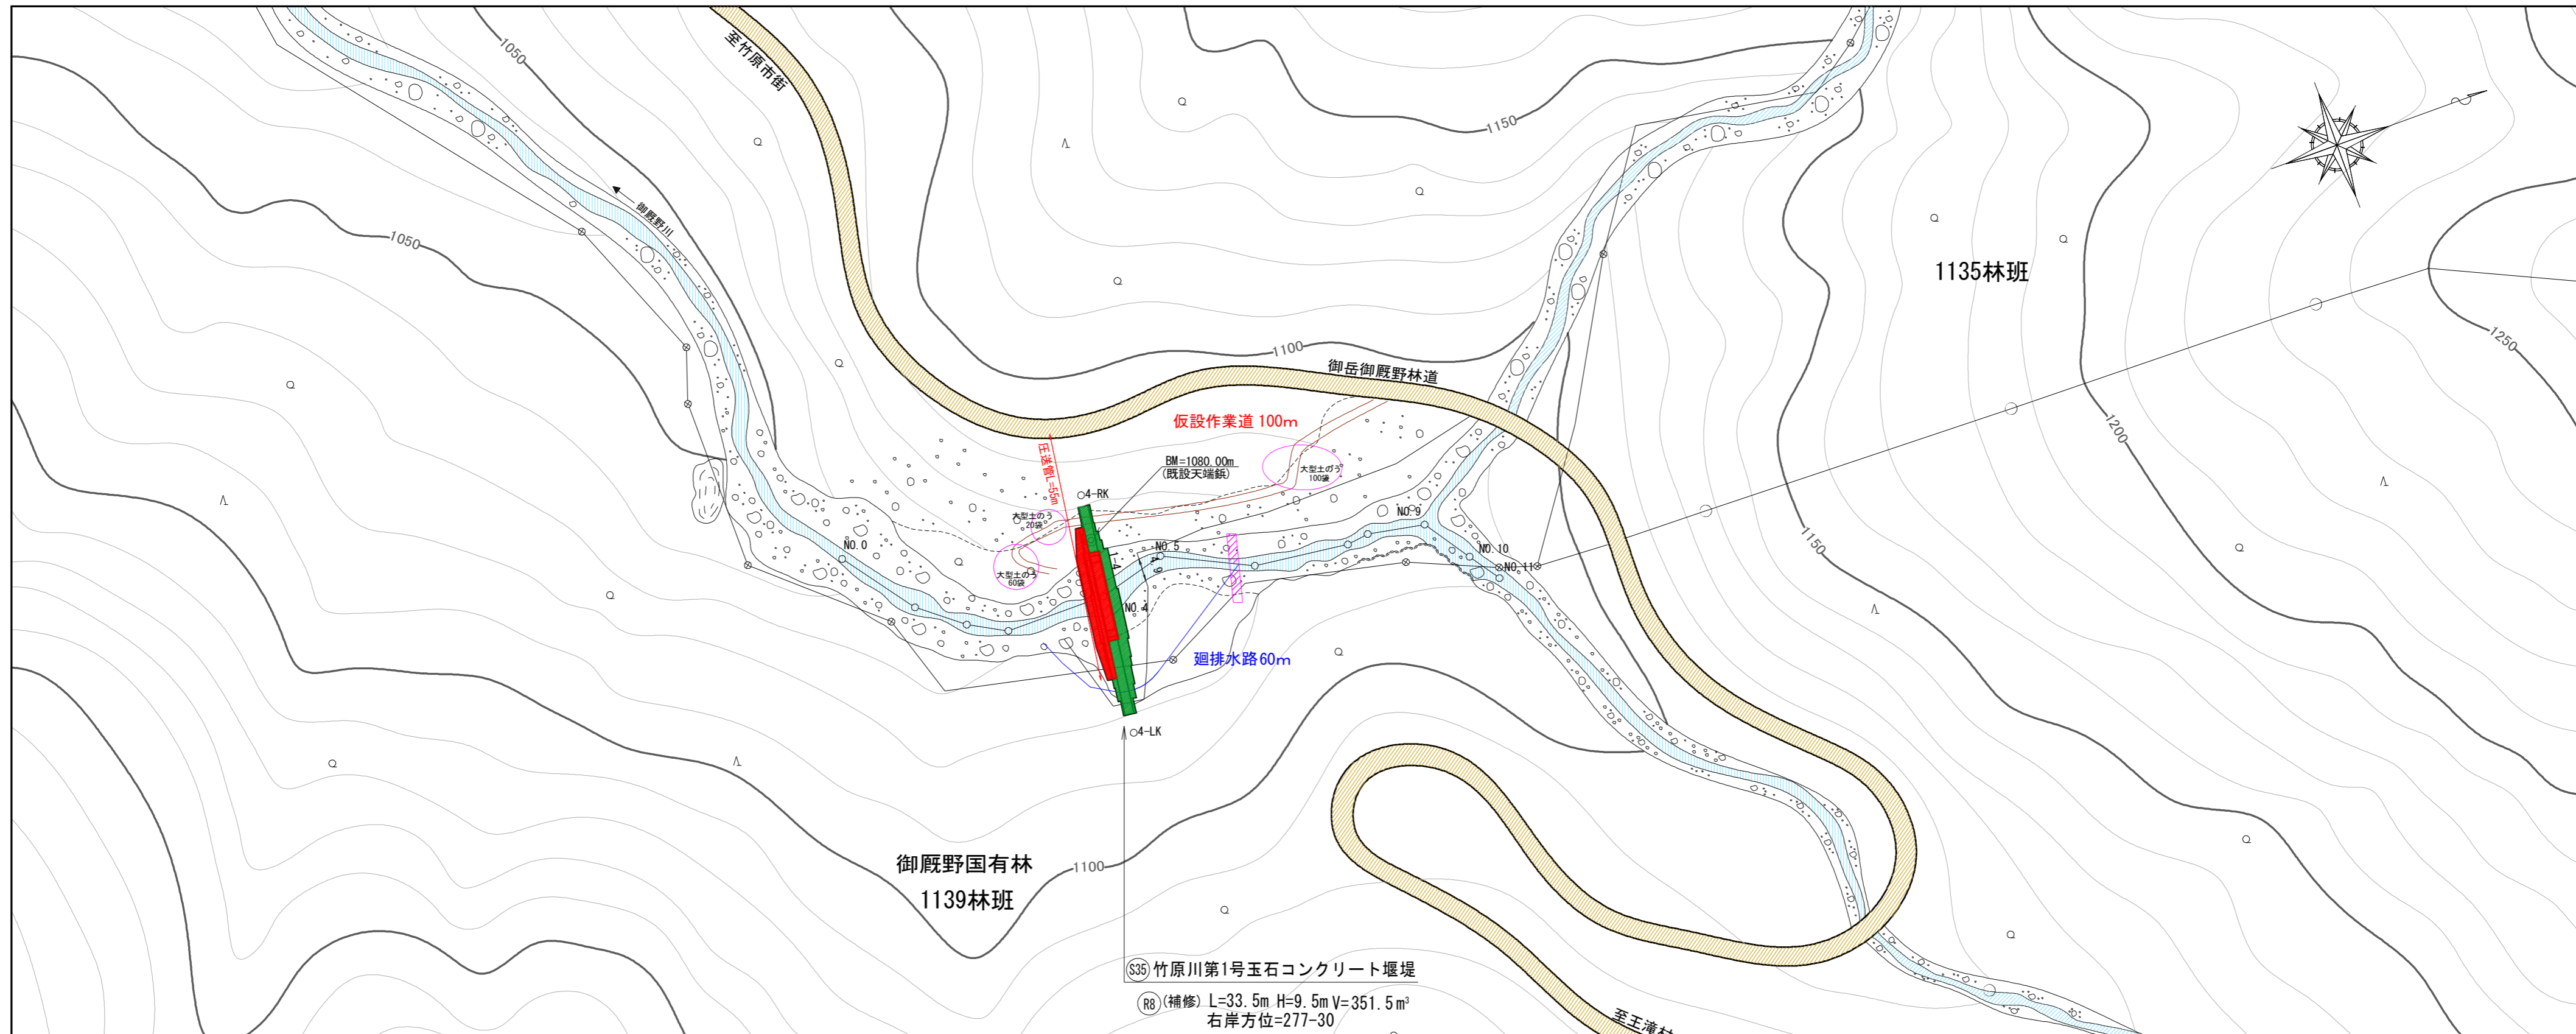 1050
至竹原市街
1150
御厩野川
1050
1135林班
1250
1100
御岳御厩野林道
仮設作業道 100m
1200
圧送管L=55m
BM=1080.00m
(既設天端鋲)
大型土のう
100袋
4-RK
大型土のう
20袋
NO.9
NO.0
NO.5
NO.10
1150
大型土のう
60袋
NO.11
NO.4
廻排水路60m
4-LK
御厩野国有林
1139林班
1100
S35 竹原川第1号玉石コンクリート堰堤
R8 (補修) L=33.5m H=9.5m V=351.5m³
右岸方位=277-30
至王滝村